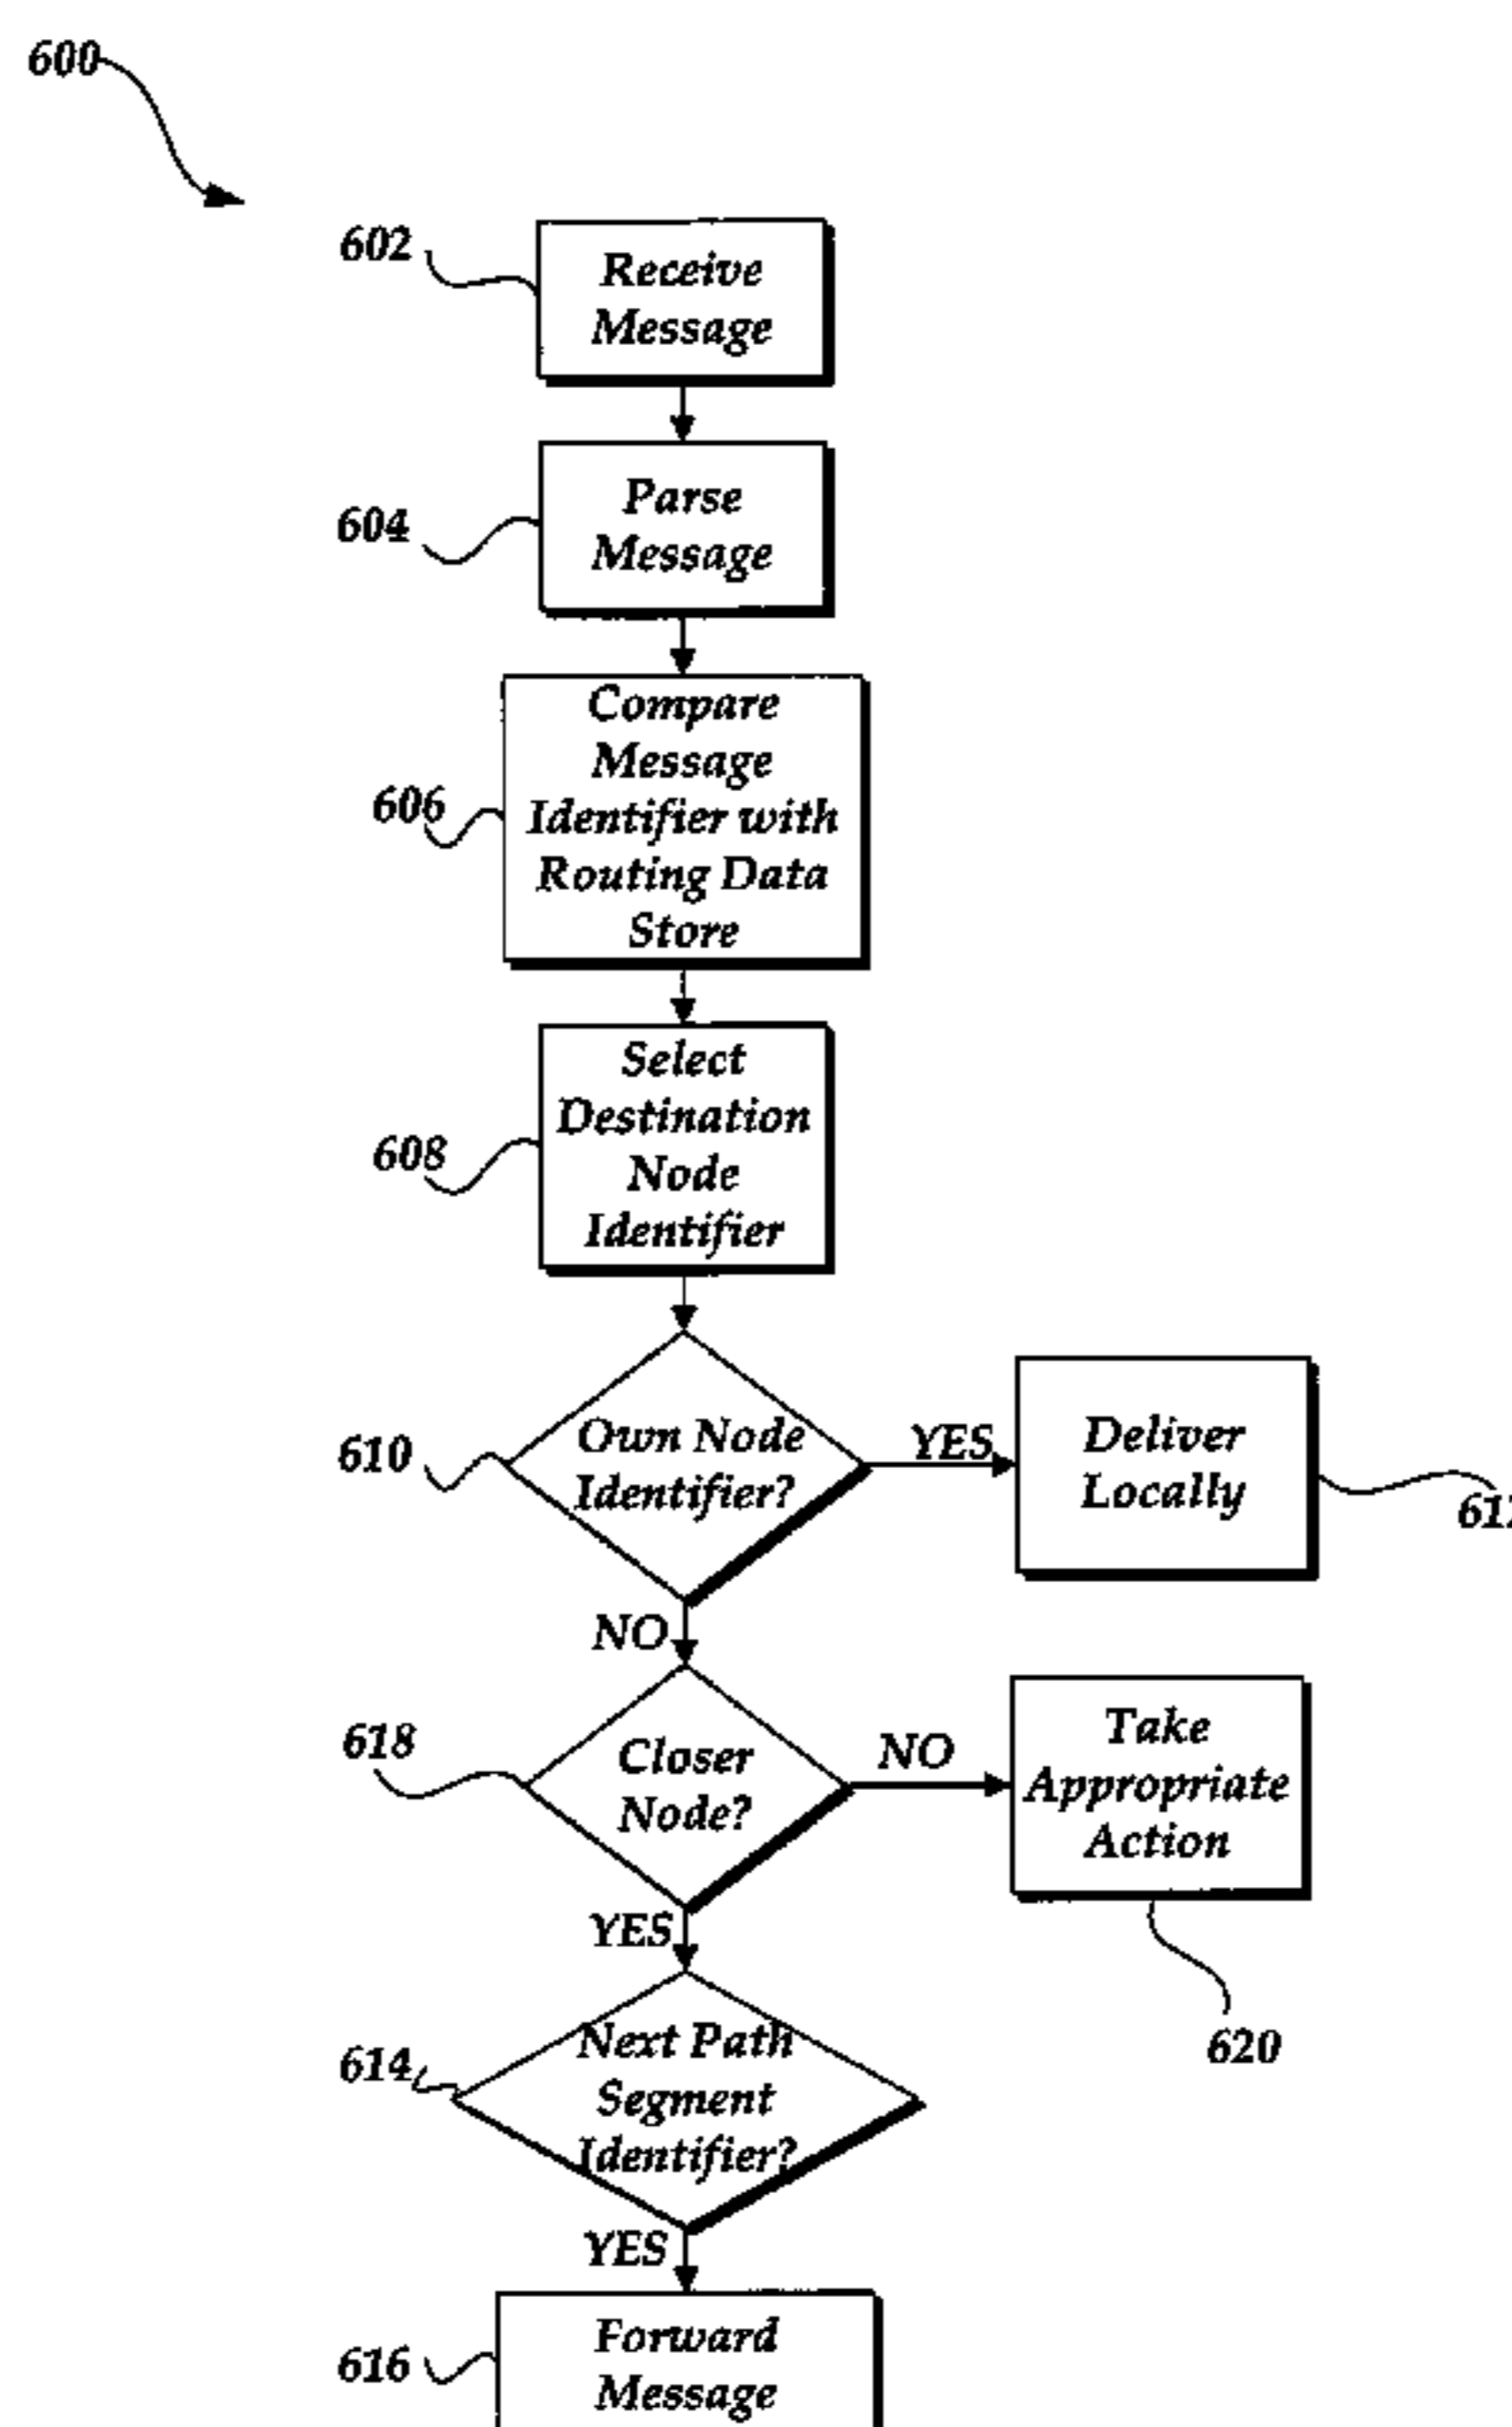 600
602
Receive
Message
604
Parse
Message
606
Compare
Message
Identifier with
Routing Data
Store
608
Select
Destination
Node
Identifier
610
Own Node
Identifier?
YES
Deliver
Locally
NO
618
Closer
Node?
NO
Take
Appropriate
Action
620
YES
614
Next Path
Segment
Identifier?
YES
616
Forward
Message